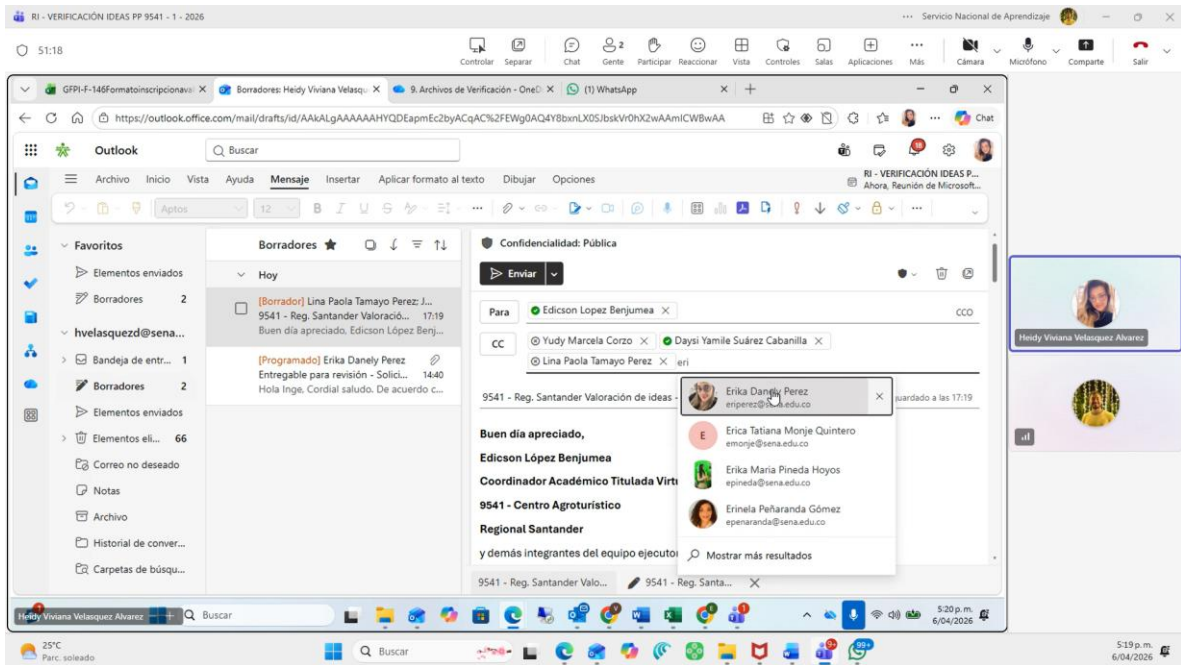 RI - VERIFICACIÓN IDEAS PP 9541 - 1 - 2026
Servicio Nacional de Aprendizaje
51:18
Controlar Separar Chat Gente 2 Participar Reaccionar Vista Controles Salas Aplicaciones Más Cámara Micrófono Comparte Salir
GFPI-F-146Formatoinscripcionaval
Borradores: Heidy Viviana Velasqu
9. Archivos de Verificación - OneD
(1) WhatsApp
Chat
Outlook
Buscar
18
RI - VERIFICACIÓN IDEAS P...
Ahora, Reunión de Microsoft...
Archivo Inicio Vista Ayuda Mensaje Insertar Aplicar formato al texto Dibujar Opciones
Aptos 12 B I U S
Favoritos
Elementos enviados
Borradores 2
hvelasquezd@sena...
Bandeja de entr... 1
Borradores 2
Elementos enviados
Elementos eli... 66
Correo no deseado
Notas
Archivo
Historial de conver...
Carpetas de búsqu...
Borradores
Hoy
[Borrador] Lina Paola Tamayo Perez; J...
9541 - Reg. Santander Valoració... 17:19
Buen día apreciado, Edicson López Benj...
[Programado] Erika Danely Perez
Entregable para revisión - Solici... 14:40
Hola Inge, Cordial saludo. De acuerdo c...
Confidencialidad: Pública
Enviar
Para Edicson Lopez Benjumea CCO
CC Yudy Marcela Corzo Daysi Yamile Suárez Cabanilla
Lina Paola Tamayo Perez eri
9541 - Reg. Santander Valoración de ideas -
uardado a las 17:19
Erika Danely Perez
eriperez@sena.edu.co
Erica Tatiana Monje Quintero
emonje@sena.edu.co
Erika Maria Pineda Hoyos
epineda@sena.edu.co
Erinela Peñaranda Gómez
epenaranda@sena.edu.co
Mostrar más resultados
Buen día apreciado,
Edicson López Benjumea
Coordinador Académico Titulada Virtu
9541 - Centro Agroturístico
Regional Santander
y demás integrantes del equipo ejecutor
9541 - Reg. Santander Valo...
9541 - Reg. Santa...
Heidy Viviana Velasquez Alvarez
Heidy Viviana Velasquez Alvarez
Buscar
5:20 p. m.
6/04/2026
25°C
Parc. soleado
Buscar
99+
5:19 p. m.
6/04/2026